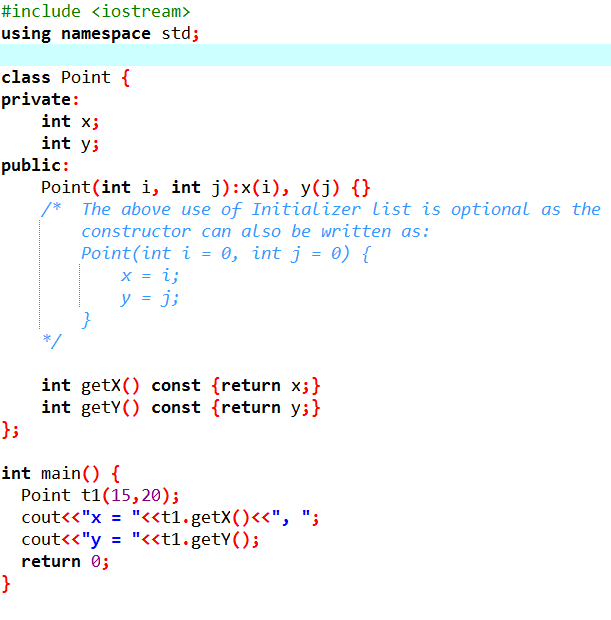 #include <iostream>
using namespace std;
class Point {
private:
    int x;
    int y;
public:
    Point(int i, int j):x(i), y(j) {}
    /*  The above use of Initializer list is optional as the
        constructor can also be written as:
        Point(int i = 0, int j = 0) {
            x = i;
            y = j;
        }
    */
    int getX() const {return x;}
    int getY() const {return y;}
};
int main() {
  Point t1(15,20);
  cout<<"x = "<<t1.getX()<<", ";
  cout<<"y = "<<t1.getY();
  return 0;
}